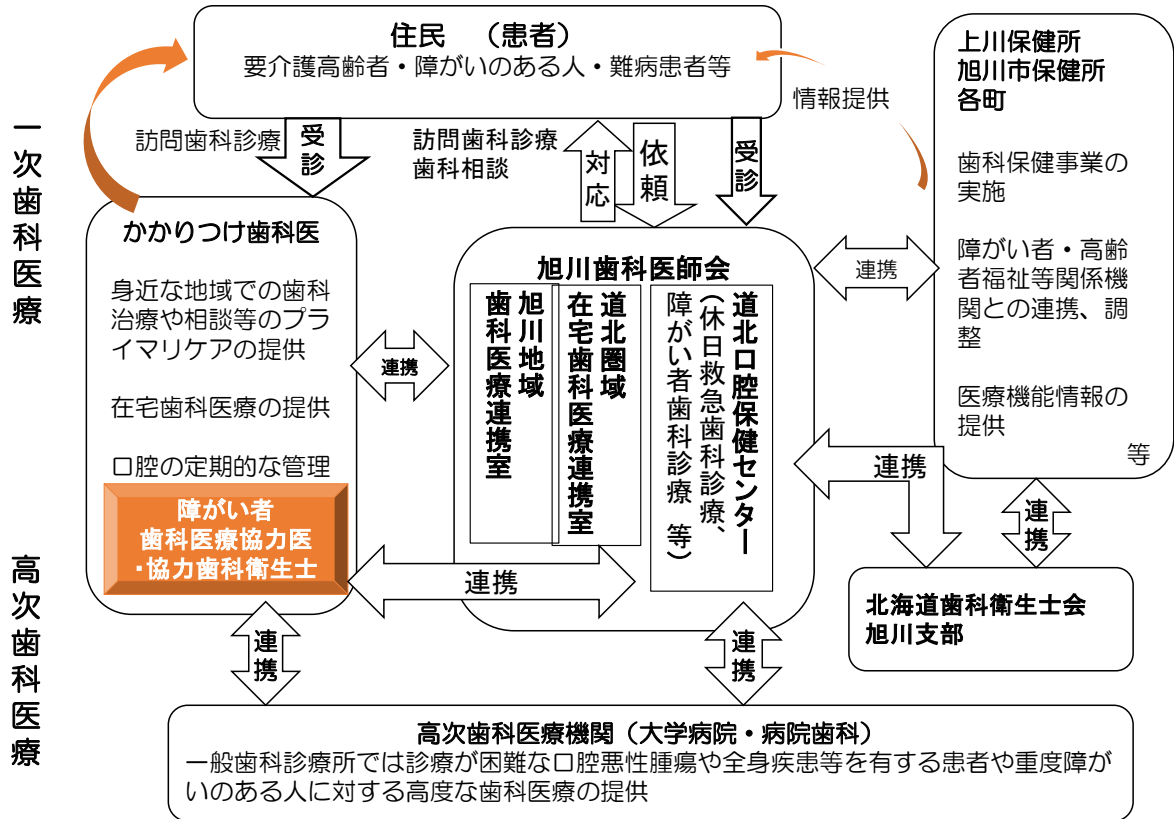 住民　（患者）
要介護高齢者・障がいのある人・難病患者等
上川保健所
旭川市保健所
各町
歯科保健事業の
実施
障がい者・高齢
者福祉等関係機
関との連携、調
整
医療機能情報の
提供
等
情報提供
一次歯科医療
訪問歯科診療
受診
訪問歯科診療
歯科相談
対応
依頼
受診
かかりつけ歯科医
身近な地域での歯科
治療や相談等のプラ
イマリケアの提供
在宅歯科医療の提供
口腔の定期的な管理
障がい者
歯科医療協力医
・協力歯科衛生士
連携
旭川歯科医師会
旭川地域
歯科医療連携室
道北圏域
在宅歯科医療連携室
道北口腔保健センター
（休日救急歯科診療、
障がい者歯科診療 等）
連携
連携
連携
連携
北海道歯科衛生士会
旭川支部
高次歯科医療
連携
連携
高次歯科医療機関（大学病院・病院歯科）
一般歯科診療所では診療が困難な口腔悪性腫瘍や全身疾患等を有する患者や重度障が
いのある人に対する高度な歯科医療の提供